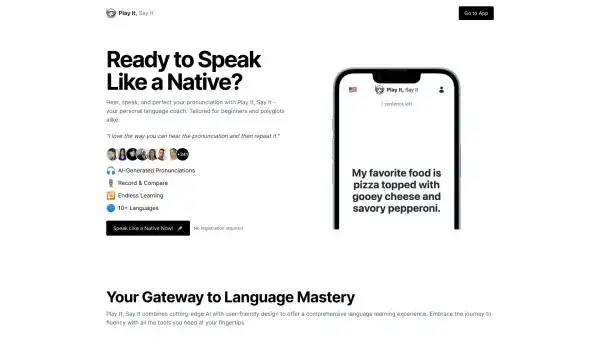 Play It, Say It
Go to App
Ready to Speak
Like a Native?
Hear, speak, and perfect your pronunciation with Play It, Say It -
your personal language coach. Tailored for beginners and polyglots
alike.
"I love the way you can hear the pronunciation and then repeat it."
AI-Generated Pronunciations
Record & Compare
Endless Learning
10+ Languages
Speak Like a Native Now!
No registration required
Play It, Say It
1 sentence left
My favorite food is
pizza topped with
gooey cheese and
savory pepperoni.
Your Gateway to Language Mastery
Play It, Say It combines cutting-edge AI with user-friendly design to offer a comprehensive language learning experience. Embrace the journey to
fluency with all the tools you need at your fingertips.